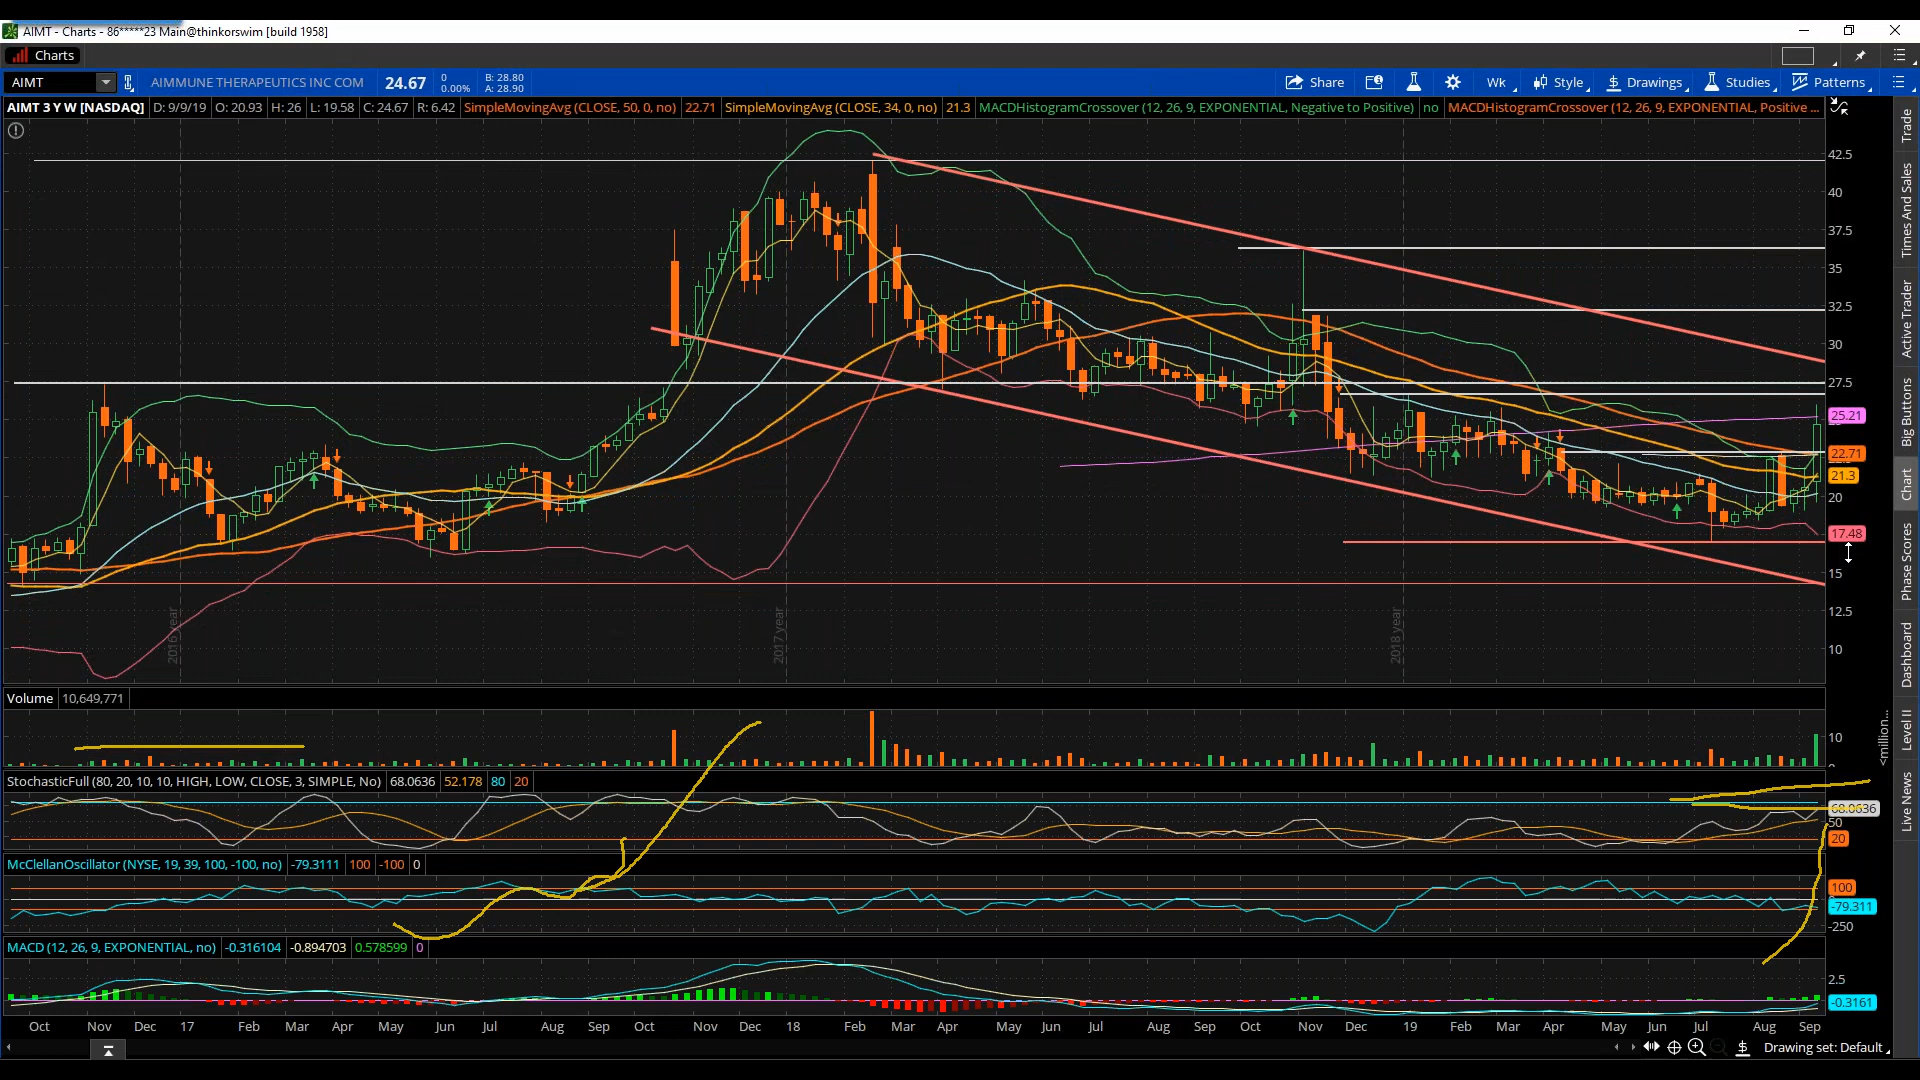 AIMT - Charts - 86*****23 Main@thinkorswim [build 1958]
Charts
AIMT AIMMUNE THERAPEUTICS INC COM 24.67 0 0.00% B: 28.80 A: 28.90 Share Wk Style Drawings Studies Patterns
AIMT 3 Y W [NASDAQ] D: 9/9/19 O: 20.93 H: 26 L: 19.58 C: 24.67 R: 6.42 SimpleMovingAvg (CLOSE, 50, 0, no) 22.71 SimpleMovingAvg (CLOSE, 34, 0, no) 21.3 MACDHistogramCrossover (12, 26, 9, EXPONENTIAL, Negative to Positive) no MACDHistogramCrossover (12, 26, 9, EXPONENTIAL, Positive ...
42.5
40
37.5
35
32.5
30
27.5
25.21
22.71
21.3
20
17.48
15
12.5
10
2016 year
2017 year
2018 year
Trade
Times And Sales
Active Trader
Big Buttons
Chart
Phase Scores
Dashboard
Level II
Live News
Volume 10,649,771
10
0
<million...
StochasticFull (80, 20, 10, 10, HIGH, LOW, CLOSE, 3, SIMPLE, No) 68.0636 52.178 80 20
68.0636
50
20
McClellanOscillator (NYSE, 19, 39, 100, -100, no) -79.3111 100 -100 0
100
-79.311
-250
MACD (12, 26, 9, EXPONENTIAL, no) -0.316104 -0.894703 0.578599 0
2.5
-0.3161
Oct Nov Dec 17 Feb Mar Apr May Jun Jul Aug Sep Oct Nov Dec 18 Feb Mar Apr May Jun Jul Aug Sep Oct Nov Dec 19 Feb Mar Apr May Jun Jul Aug Sep
Drawing set: Default